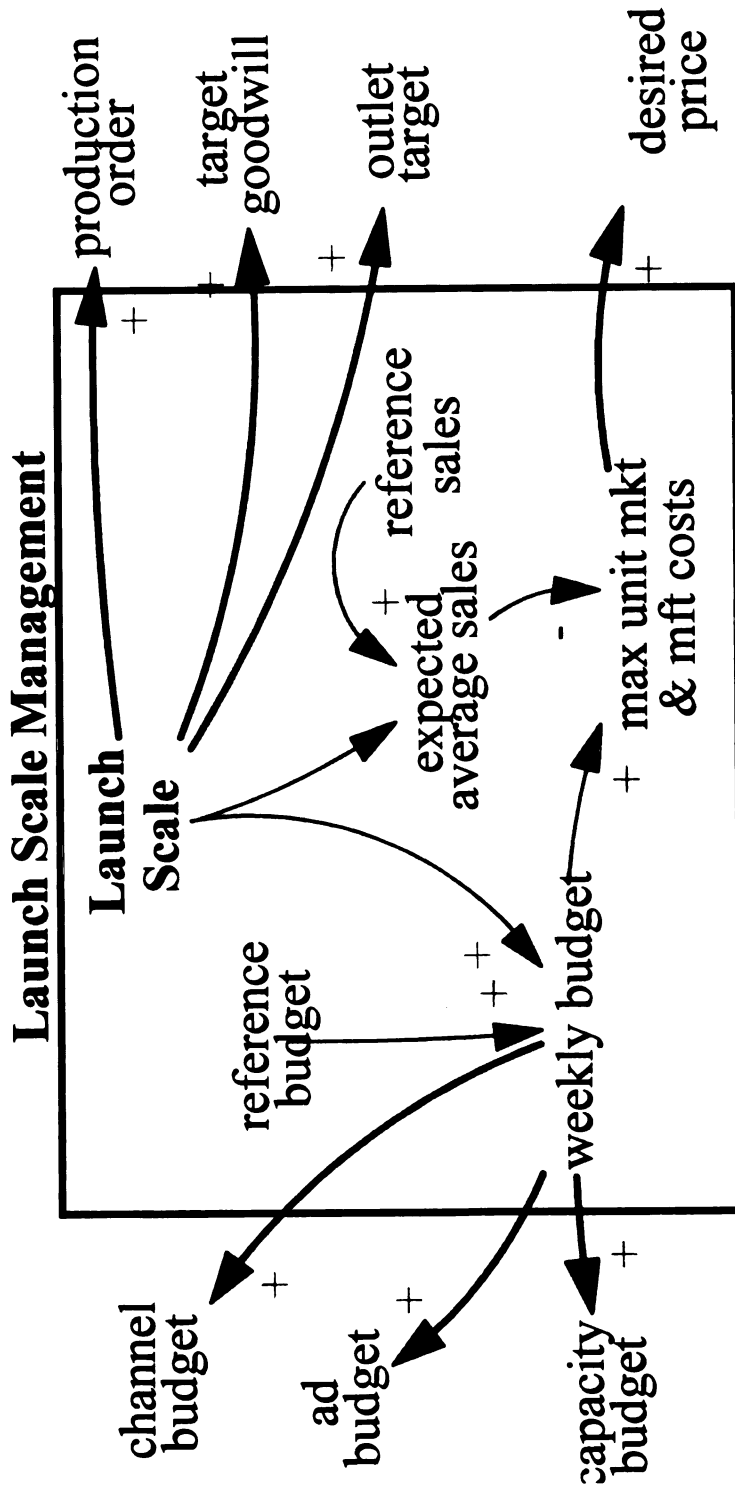 Launch Scale Management
channel
budget
ad
budget
capacity
budget
reference
budget
+
+
+
+
+
weekly budget
Launch
Scale
expected
average sales
+
reference
sales
-
+
max unit mkt
& mft costs
+
production
order
+
target
goodwill
+
outlet
target
+
desired
price